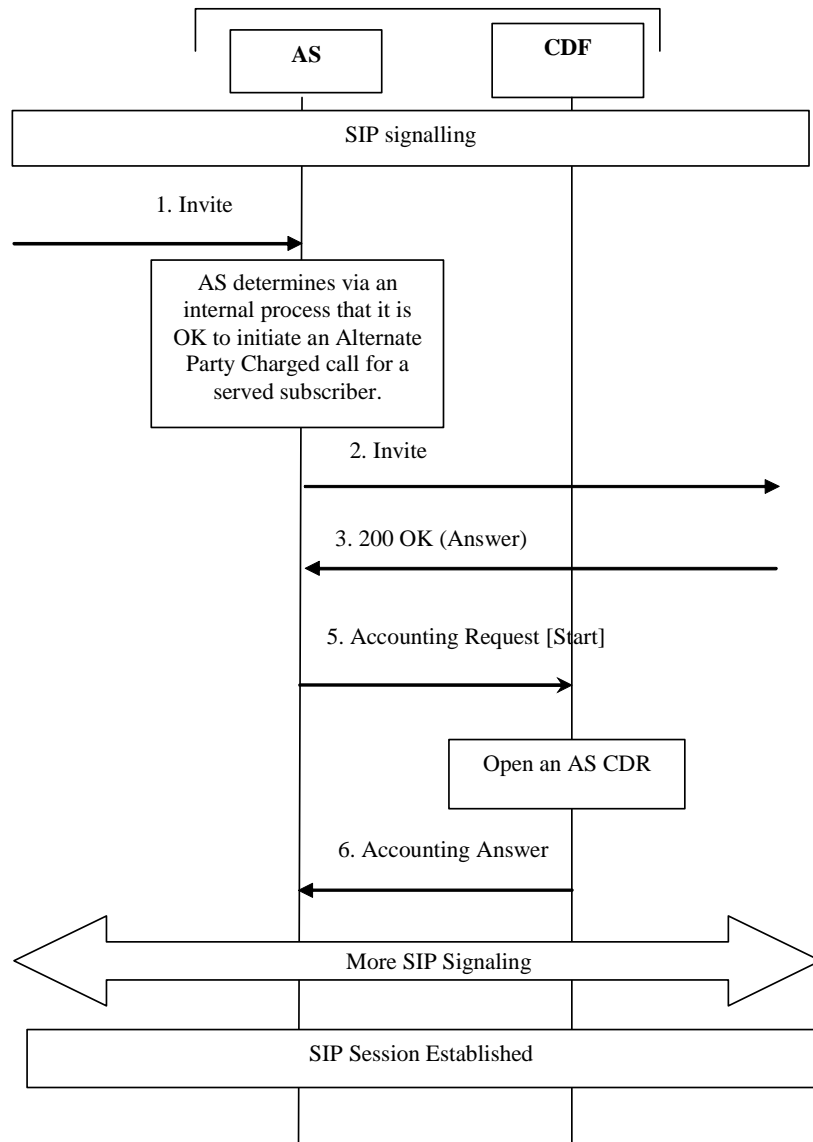 AS
CDF
SIP signalling
1. Invite
AS determines via an
internal process that it is
OK to initiate an Alternate
Party Charged call for a
served subscriber.
2. Invite
3. 200 OK (Answer)
5. Accounting Request [Start]
Open an AS CDR
6. Accounting Answer
More SIP Signaling
SIP Session Established